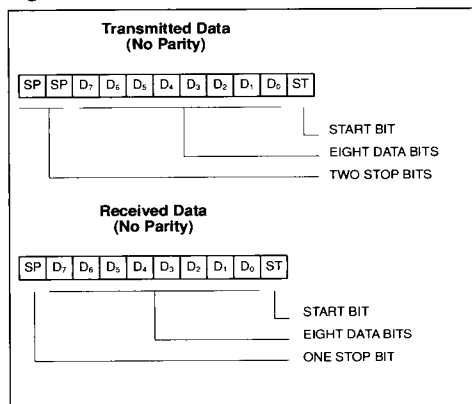 Transmitted Data
(No Parity)
SP SP D₇ D₆ D₅ D₄ D₃ D₂ D₁ D₀ ST
START BIT
EIGHT DATA BITS
TWO STOP BITS
Received Data
(No Parity)
SP D₇ D₆ D₅ D₄ D₃ D₂ D₁ D₀ ST
START BIT
EIGHT DATA BITS
ONE STOP BIT